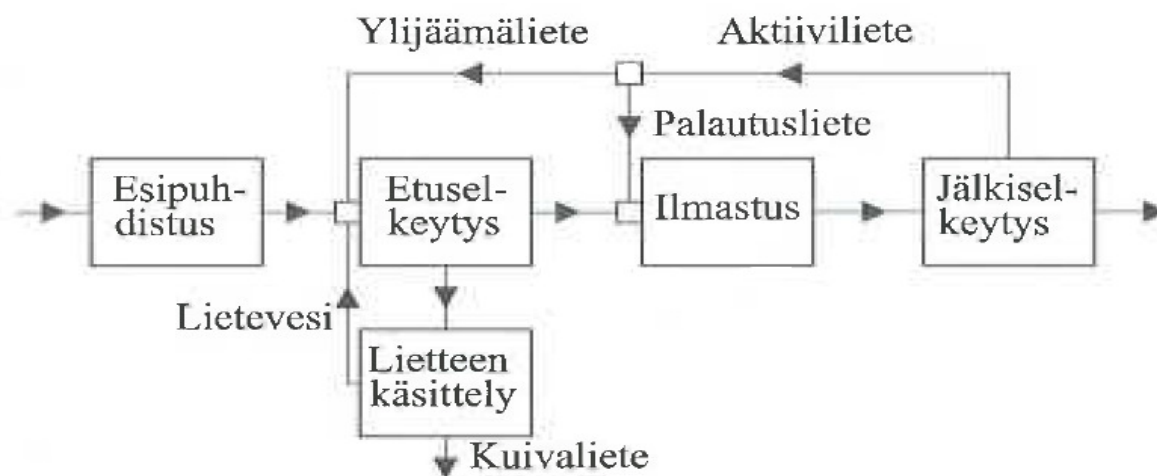 Ylijäämäliete
Aktiiviliete
Palautusliete
Esipuh-
distus
Etusel-
keytys
Ilmastus
Jälkisel-
keytys
Lietevesi
Lietteen
käsittely
Kuivaliete